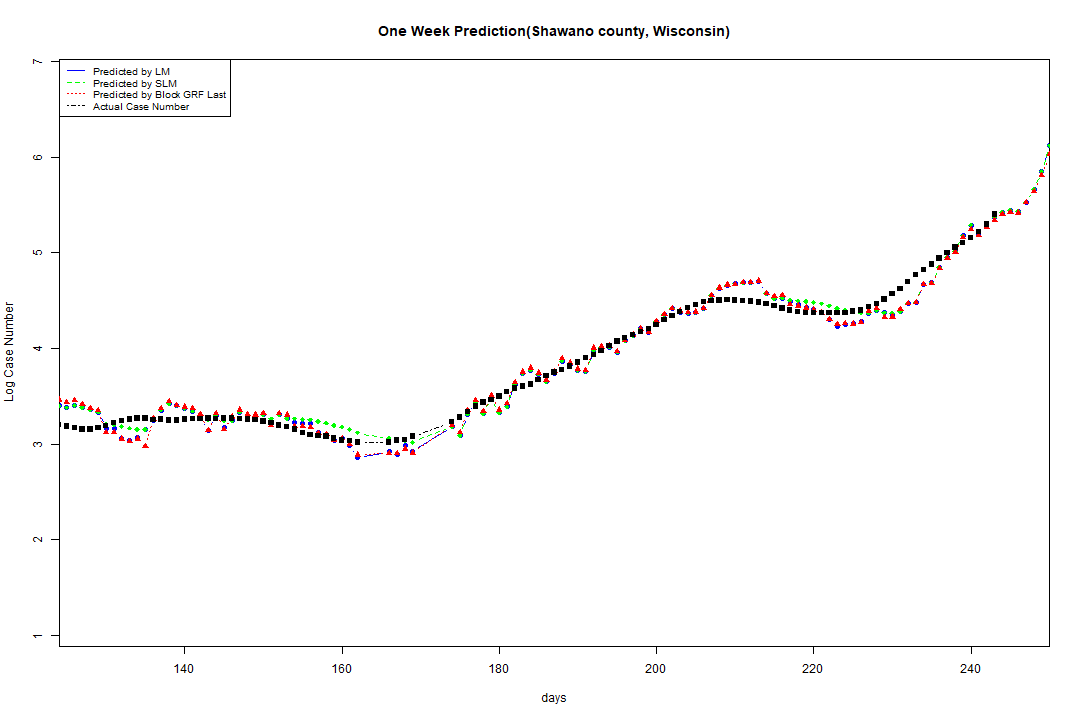 One Week Prediction(Shawano county, Wisconsin)
Predicted by LM
Predicted by SLM
Predicted by Block GRF Last
Actual Case Number
7
6
5
4
3
2
1
Log Case Number
140 160 180 200 220 240
days